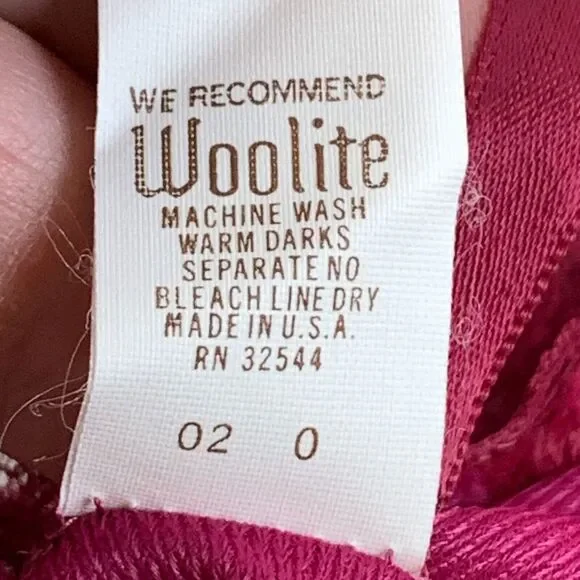 WE RECOMMEND
Woolite
MACHINE WASH
WARM DARKS
SEPARATE NO
BLEACH LINE DRY
MADE IN U.S.A.
RN 32544
02 0